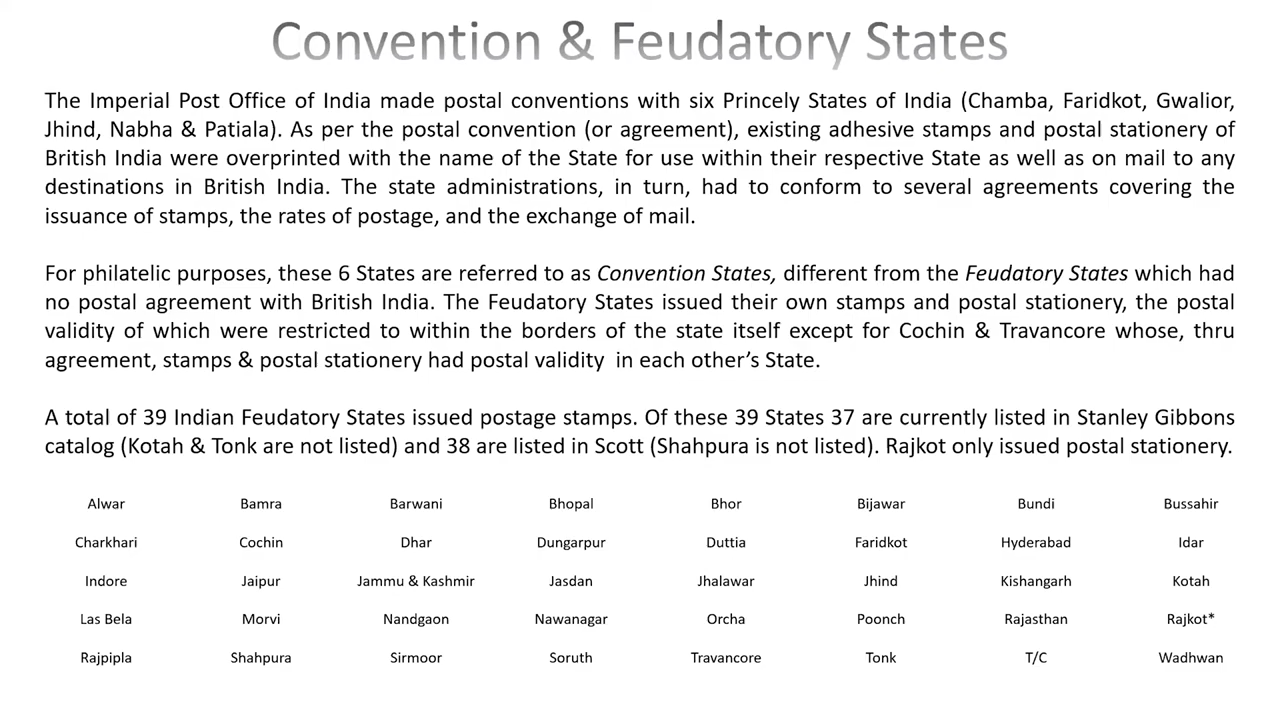 Convention & Feudatory States
The Imperial Post Office of India made postal conventions with six Princely States of India (Chamba, Faridkot, Gwalior,
Jhind, Nabha & Patiala). As per the postal convention (or agreement), existing adhesive stamps and postal stationery of
British India were overprinted with the name of the State for use within their respective State as well as on mail to any
destinations in British India. The state administrations, in turn, had to conform to several agreements covering the
issuance of stamps, the rates of postage, and the exchange of mail.
For philatelic purposes, these 6 States are referred to as Convention States, different from the Feudatory States which had
no postal agreement with British India. The Feudatory States issued their own stamps and postal stationery, the postal
validity of which were restricted to within the borders of the state itself except for Cochin & Travancore whose, thru
agreement, stamps & postal stationery had postal validity in each other’s State.
A total of 39 Indian Feudatory States issued postage stamps. Of these 39 States 37 are currently listed in Stanley Gibbons
catalog (Kotah & Tonk are not listed) and 38 are listed in Scott (Shahpura is not listed). Rajkot only issued postal stationery.
Alwar Bamra Barwani Bhopal Bhor Bijawar Bundi Bussahir
Charkhari Cochin Dhar Dungarpur Duttia Faridkot Hyderabad Idar
Indore Jaipur Jammu & Kashmir Jasdan Jhalawar Jhind Kishangarh Kotah
Las Bela Morvi Nandgaon Nawanagar Orcha Poonch Rajasthan Rajkot*
Rajpipla Shahpura Sirmoor Soruth Travancore Tonk T/C Wadhwan